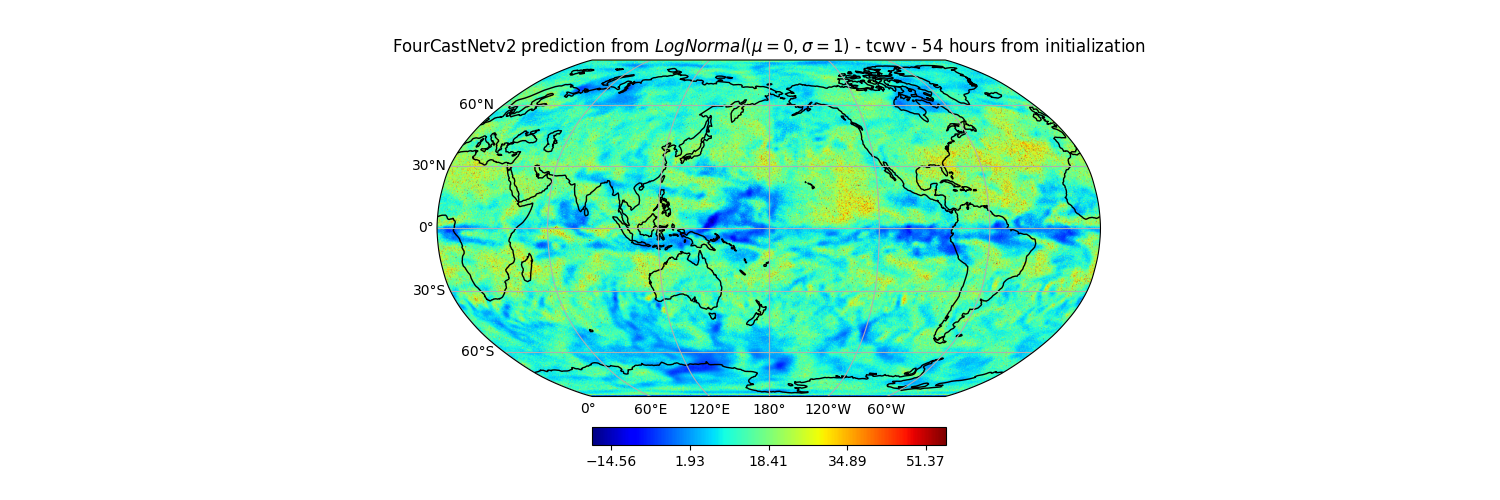 FourCastNetv2 prediction from LogNormal(μ = 0, σ = 1) - tcwv - 54 hours from initialization
60°N
30°N
0°
30°S
60°S
0° 60°E 120°E 180° 120°W 60°W
−14.56 1.93 18.41 34.89 51.37